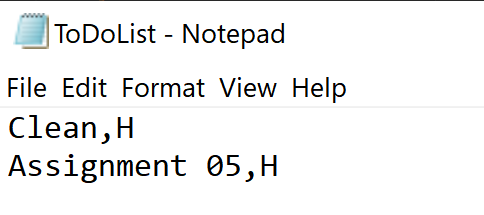 ToDoList - Notepad
File Edit Format View Help
Clean,H
Assignment 05,H